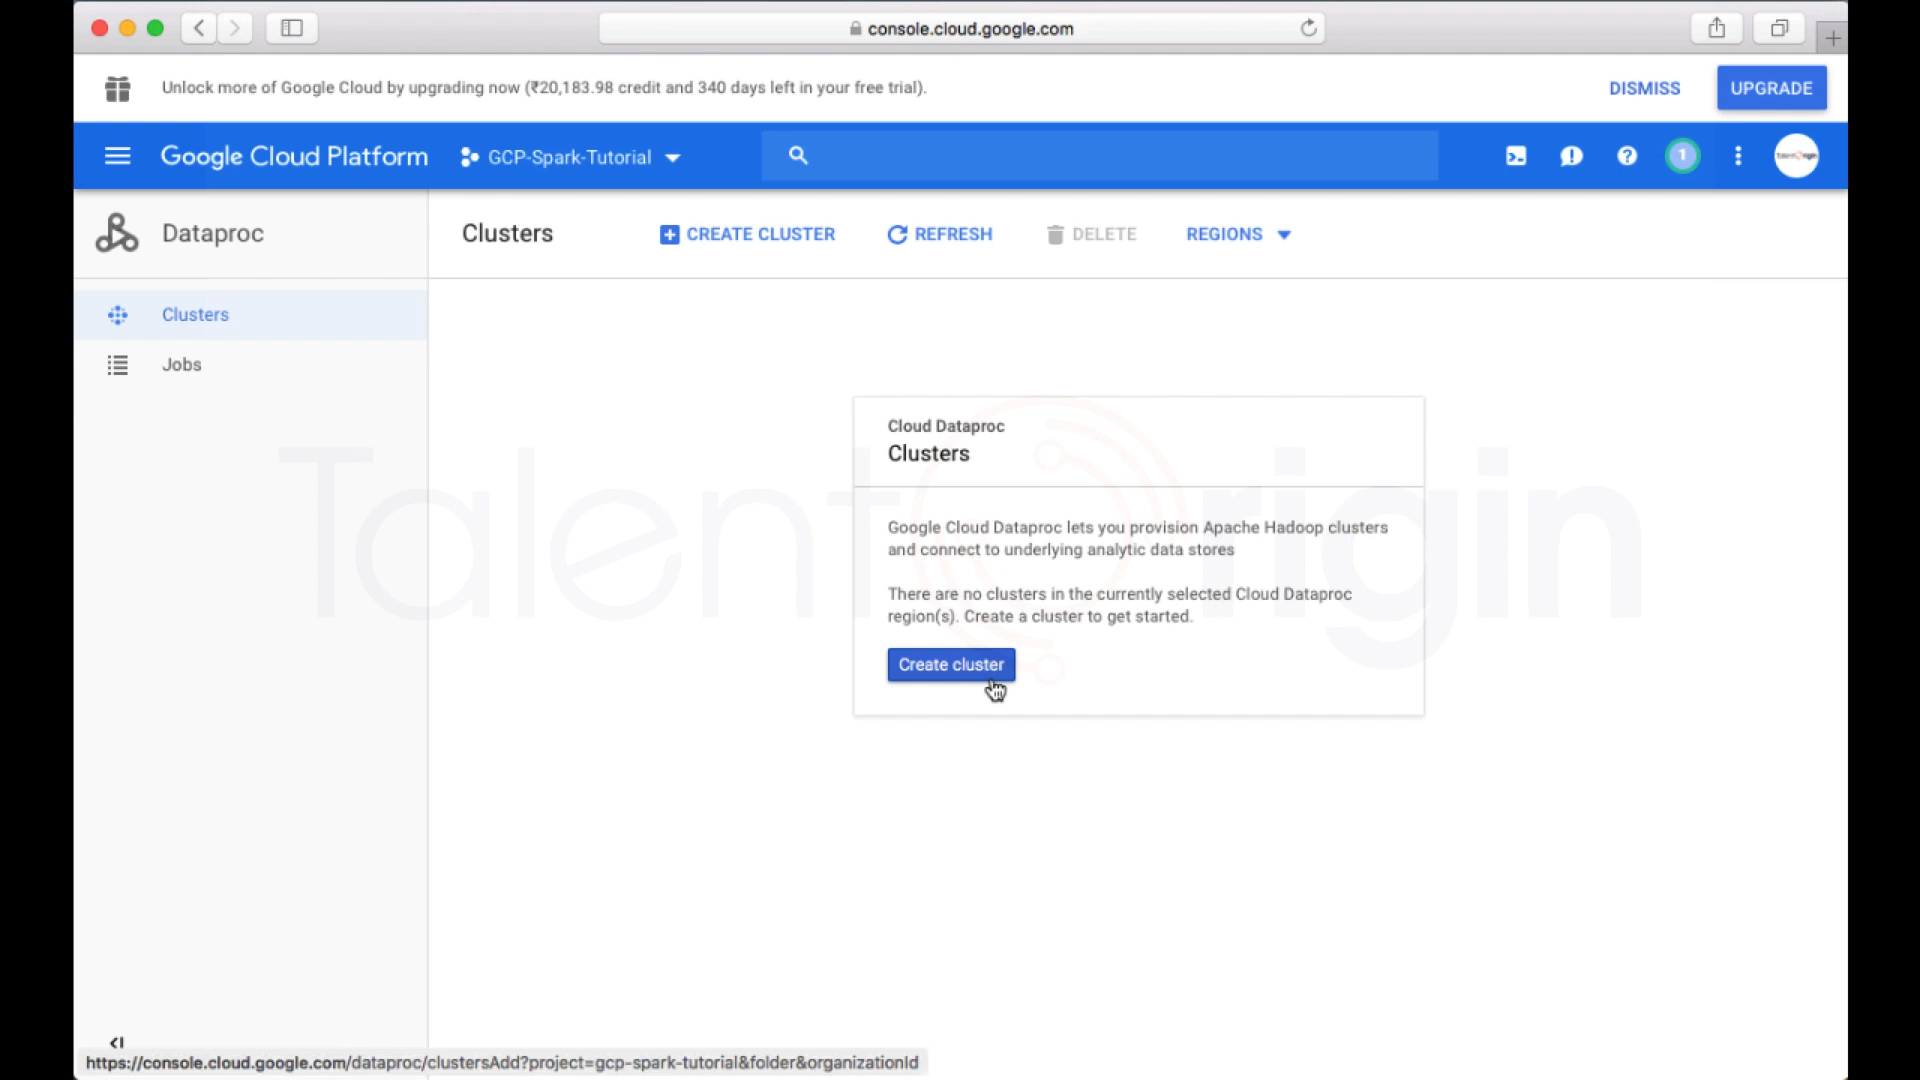 console.cloud.google.com
Unlock more of Google Cloud by upgrading now (₹20,183.98 credit and 340 days left in your free trial).
DISMISS
UPGRADE
Google Cloud Platform
GCP-Spark-Tutorial
1
Dataproc
Clusters
CREATE CLUSTER
REFRESH
DELETE
REGIONS
Clusters
Jobs
Cloud Dataproc
Clusters
Google Cloud Dataproc lets you provision Apache Hadoop clusters
and connect to underlying analytic data stores
There are no clusters in the currently selected Cloud Dataproc
region(s). Create a cluster to get started.
Create cluster
TalentOrigin
https://console.cloud.google.com/dataproc/clustersAdd?project=gcp-spark-tutorial&folder&organizationId